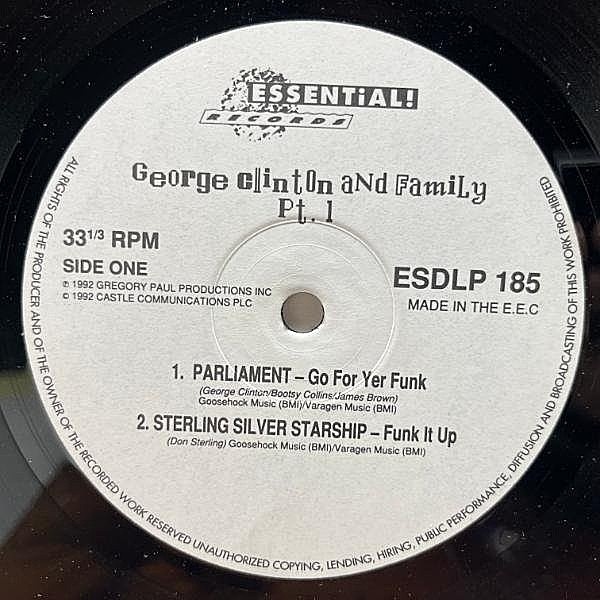 ESSENTiAL!
RECORDS
George Clinton and Family
Pt. 1
33 1/3 RPM
SIDE ONE
℗ 1992 GREGORY PAUL PRODUCTIONS INC
© 1992 CASTLE COMMUNICATIONS PLC
ESDLP 185
MADE IN THE E.E.C
1. PARLIAMENT – Go For Yer Funk
(George Clinton/Bootsy Collins/James Brown)
Goosehock Music (BMI)/Varagen Music (BMI)
2. STERLING SILVER STARSHIP – Funk It Up
(Don Sterling) Goosehock Music (BMI)/Varagen Music (BMI)
ALL RIGHTS OF THE PRODUCER AND OF THE OWNER OF THE RECORDED WORK RESERVED UNAUTHORIZED COPYING, LENDING, HIRING, PUBLIC PERFORMANCE, DIFFUSION AND BROADCASTING OF THIS WORK PROHIBITED